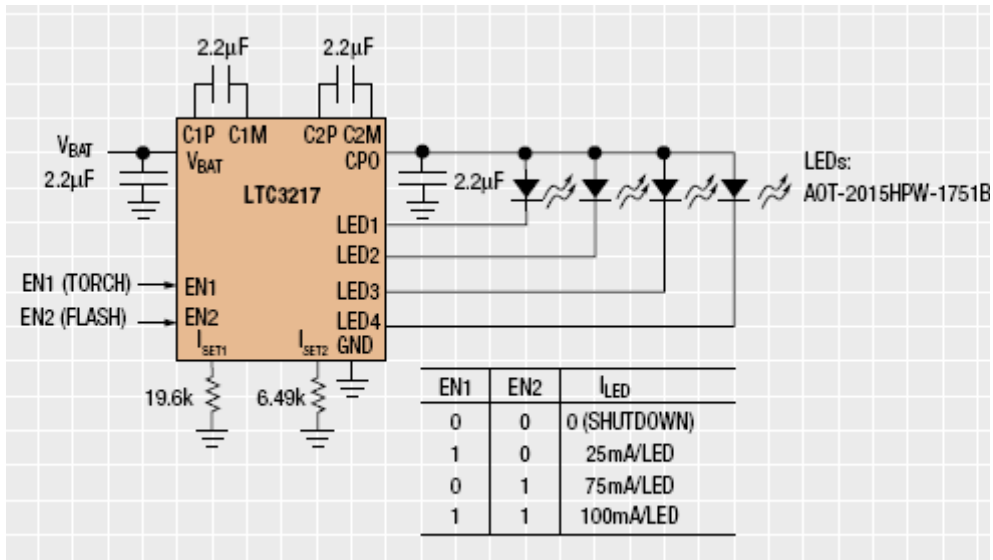 2.2µF 2.2µF
C1P C1M C2P C2M
V_BAT V_BAT CPO
2.2µF LTC3217 2.2µF
LEDs:
AOT-2015HPW-1751B
LED1
LED2
EN1 (TORCH) EN1 LED3
EN2 (FLASH) EN2 LED4
I_SET1 I_SET2 GND
19.6k 6.49k
EN1 EN2 I_LED
0 0 0 (SHUTDOWN)
1 0 25mA/LED
0 1 75mA/LED
1 1 100mA/LED